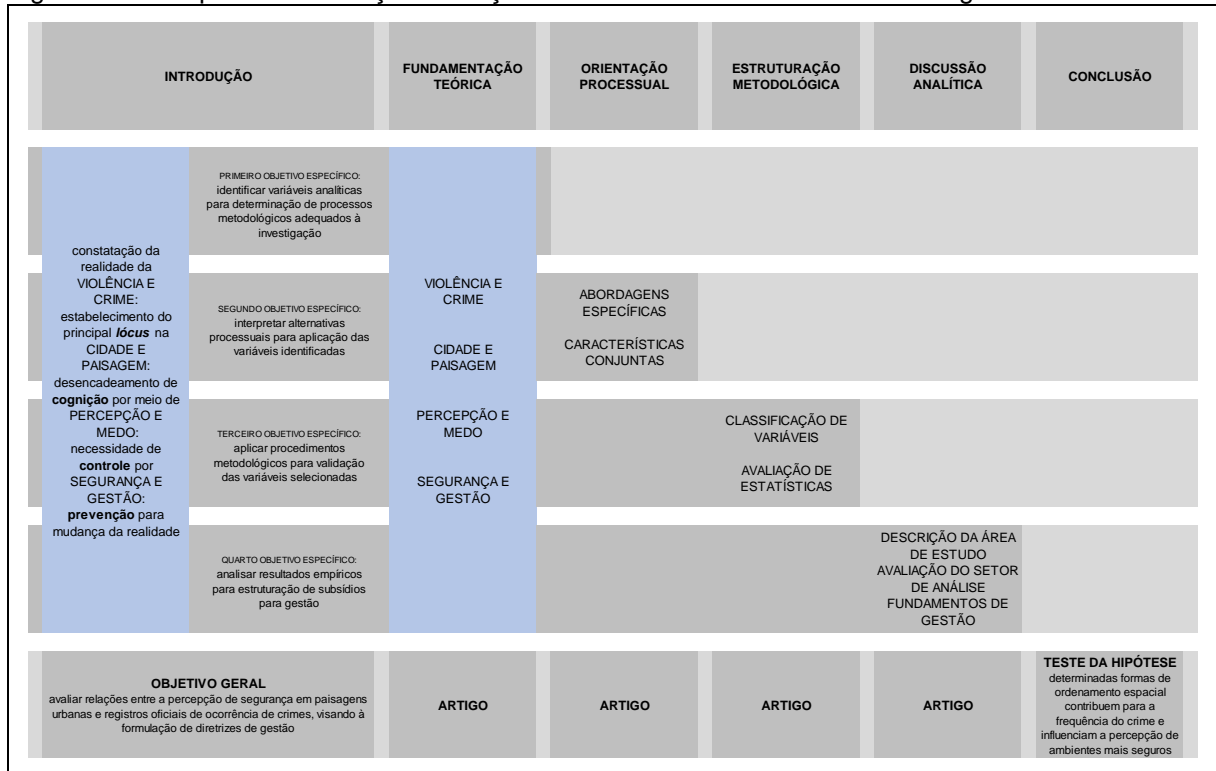 INTRODUÇÃO
FUNDAMENTAÇÃO
TEÓRICA
ORIENTAÇÃO
PROCESSUAL
ESTRUTURAÇÃO
METODOLÓGICA
DISCUSSÃO
ANALÍTICA
CONCLUSÃO
constatação da
realidade da
VIOLÊNCIA E
CRIME:
estabelecimento do
principal lócus na
CIDADE E
PAISAGEM:
desencadeamento de
cognição por meio de
PERCEPÇÃO E
MEDO:
necessidade de
controle por
SEGURANÇA E
GESTÃO:
prevenção para
mudança da realidade
PRIMEIRO OBJETIVO ESPECÍFICO:
identificar variáveis analíticas
para determinação de processos
metodológicos adequados à
investigação
SEGUNDO OBJETIVO ESPECÍFICO:
interpretar alternativas
processuais para aplicação das
variáveis identificadas
TERCEIRO OBJETIVO ESPECÍFICO:
aplicar procedimentos
metodológicos para validação
das variáveis selecionadas
QUARTO OBJETIVO ESPECÍFICO:
analisar resultados empíricos
para estruturação de subsídios
para gestão
VIOLÊNCIA E
CRIME
CIDADE E
PAISAGEM
PERCEPÇÃO E
MEDO
SEGURANÇA E
GESTÃO
ABORDAGENS
ESPECÍFICAS
CARACTERÍSTICAS
CONJUNTAS
CLASSIFICAÇÃO DE
VARIÁVEIS
AVALIAÇÃO DE
ESTATÍSTICAS
DESCRIÇÃO DA ÁREA
DE ESTUDO
AVALIAÇÃO DO SETOR
DE ANÁLISE
FUNDAMENTOS DE
GESTÃO
OBJETIVO GERAL
avaliar relações entre a percepção de segurança em paisagens
urbanas e registros oficiais de ocorrência de crimes, visando à
formulação de diretrizes de gestão
ARTIGO
ARTIGO
ARTIGO
ARTIGO
TESTE DA HIPÓTESE
determinadas formas de
ordenamento espacial
contribuem para a
frequência do crime e
influenciam a percepção de
ambientes mais seguros